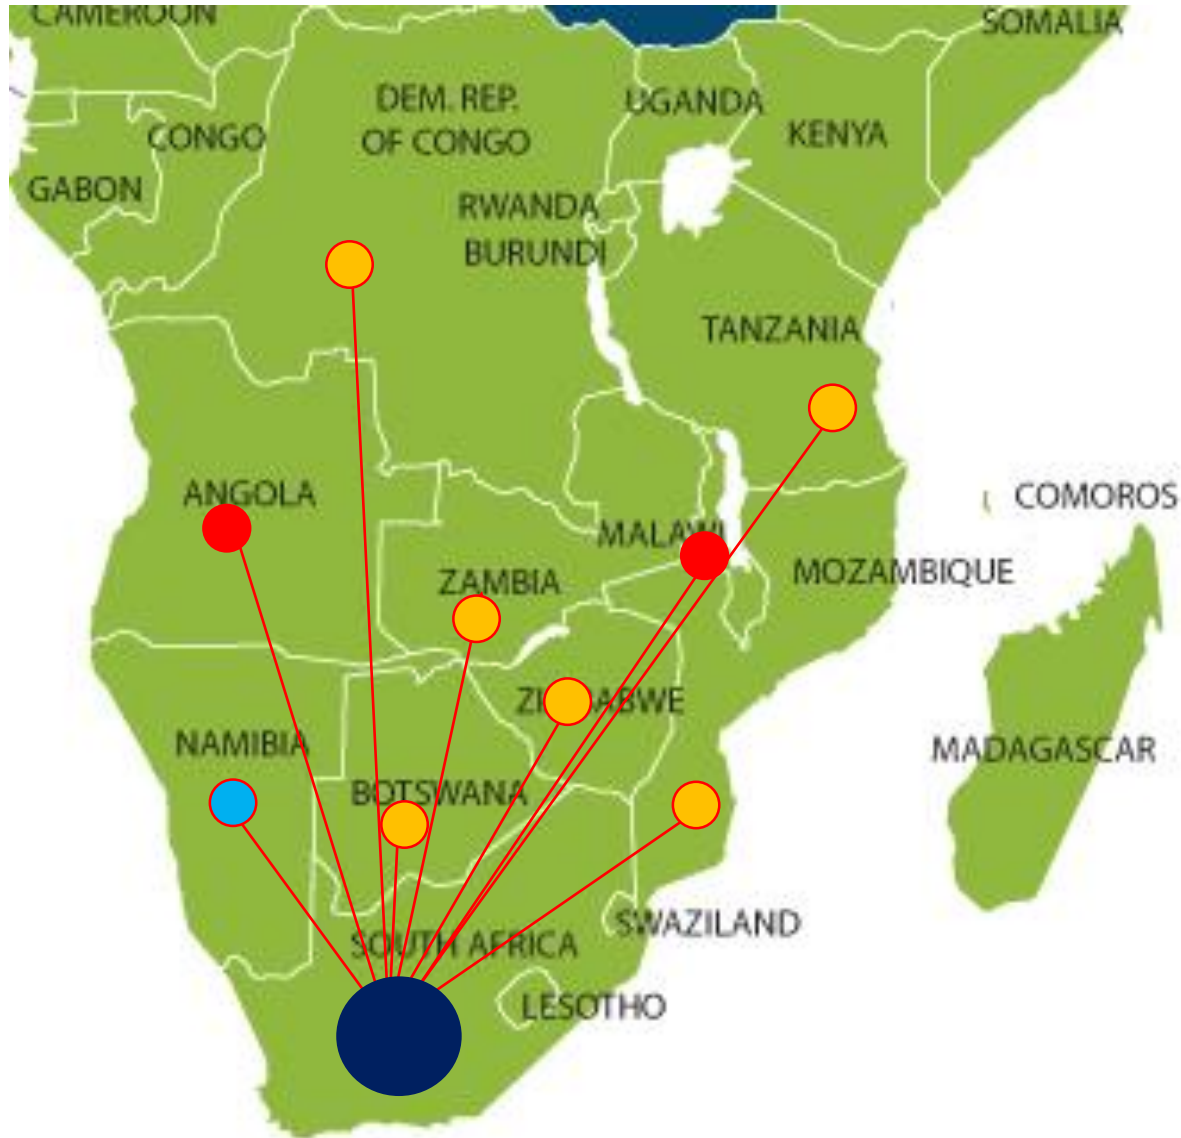 CAMEROON
SOMALIA
DEM. REP.
OF CONGO
UGANDA
CONGO
KENYA
GABON
RWANDA
BURUNDI
TANZANIA
ANGOLA
COMOROS
MALAWI
MOZAMBIQUE
ZAMBIA
ZIMBABWE
NAMIBIA
MADAGASCAR
BOTSWANA
SWAZILAND
SOUTH AFRICA
LESOTHO